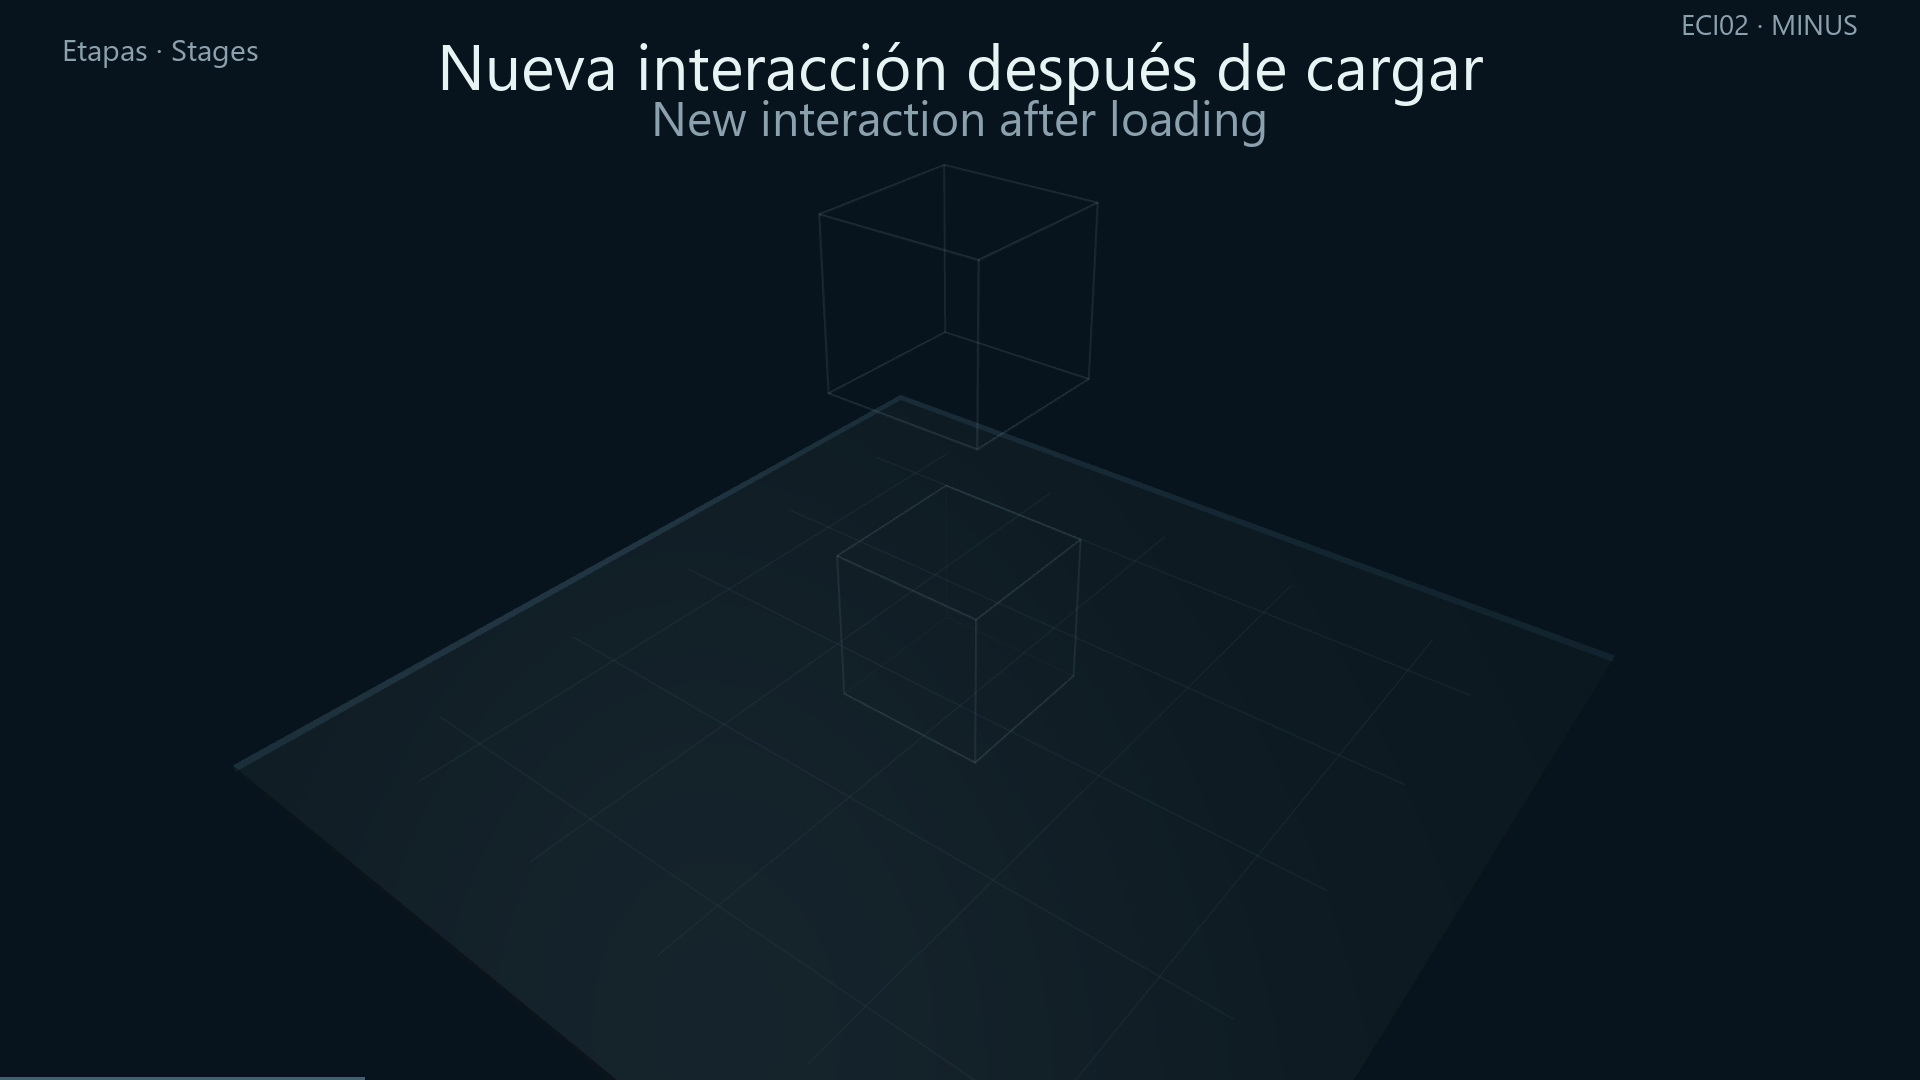 Etapas · Stages
ECI02 · MINUS
Nueva interacción después de cargar
New interaction after loading